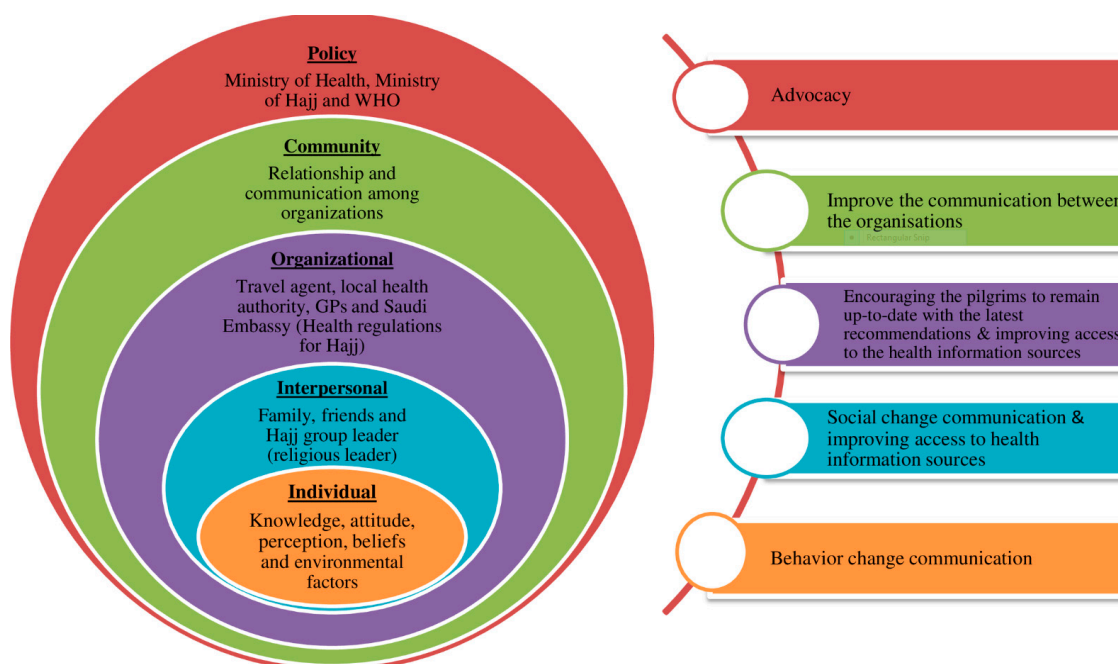 Policy
Ministry of Health, Ministry
of Hajj and WHO
Community
Relationship and
communication among
organizations
Organizational
Travel agent, local health
authority, GPs and Saudi
Embassy (Health regulations
for Hajj)
Interpersonal
Family, friends and
Hajj group leader
(religious leader)
Individual
Knowledge, attitude,
perception, beliefs
and environmental
factors
Advocacy
Improve the communication between
the organisations
Rectangular Snip
Encouraging the pilgrims to remain
up-to-date with the latest
recommendations & improving access
to the health information sources
Social change communication &
improving access to health
information sources
Behavior change communication